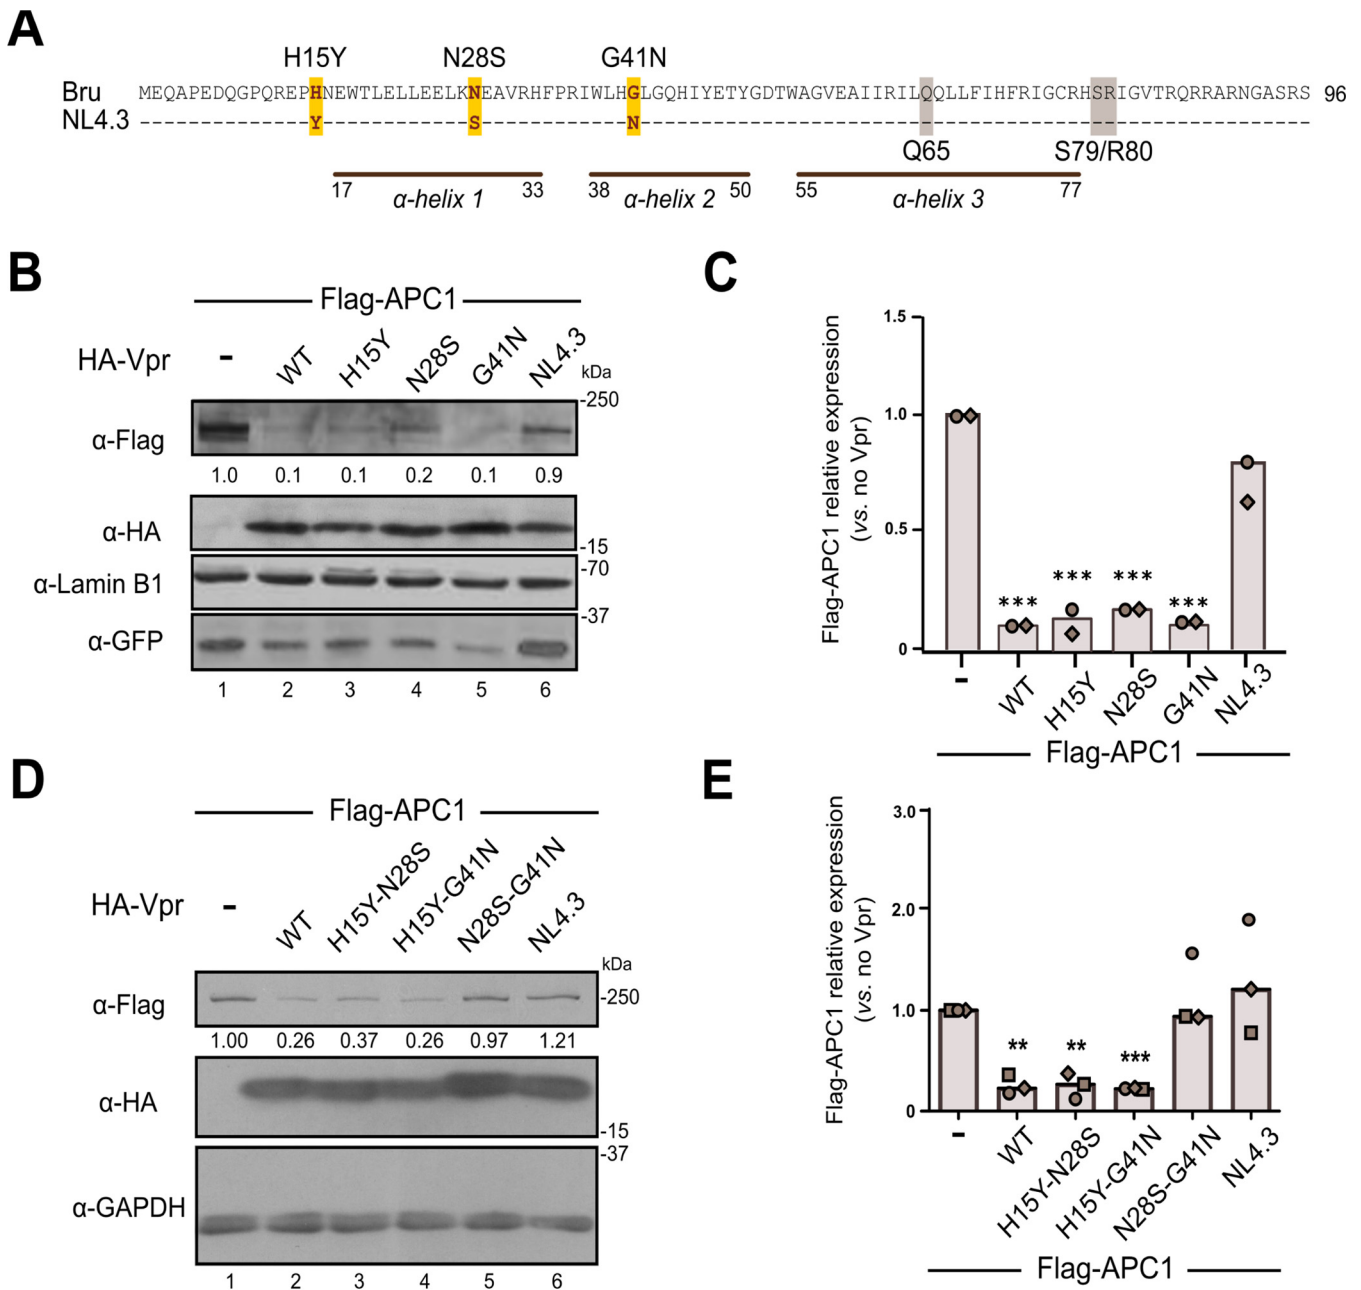 A
H15Y N28S G41N
Bru MEQAPEDQGPQREPHNEWTLELLEELKNEAVRHFPRIWLHGLGQHIYETYGDTWAGVEAIIRILQQLLFIHFRIGCRHSRIGVTRQRRARNGASRS 96
NL4.3 --------------Y------------S------------N-------------------------------------------------------
Q65 S79/R80
17 α-helix 1 33 38 α-helix 2 50 55 α-helix 3 77
B
Flag-APC1
HA-Vpr - WT H15Y N28S G41N NL4.3
kDa
-250
α-Flag
1.0 0.1 0.1 0.2 0.1 0.9
α-HA
-15
-70
α-Lamin B1
-37
α-GFP
1 2 3 4 5 6
C
Flag-APC1 relative expression
(vs. no Vpr)
1.5
1.0
0.5
0
*** *** *** ***
- WT H15Y N28S G41N NL4.3
Flag-APC1
D
Flag-APC1
HA-Vpr - WT H15Y-N28S H15Y-G41N N28S-G41N NL4.3
kDa
α-Flag -250
1.00 0.26 0.37 0.26 0.97 1.21
α-HA
-15
-37
α-GAPDH
1 2 3 4 5 6
E
Flag-APC1 relative expression
(vs. no Vpr)
3.0
2.0
1.0
0
** ** ***
- WT H15Y-N28S H15Y-G41N N28S-G41N NL4.3
Flag-APC1